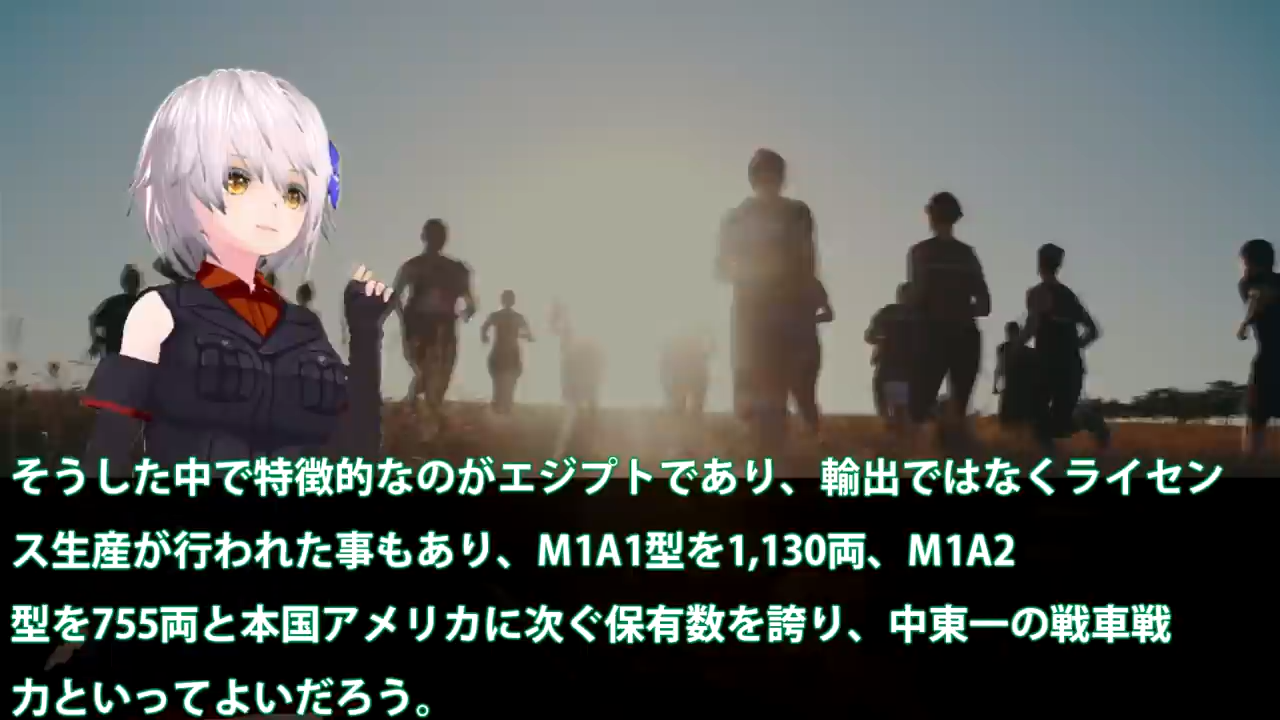 そうした中で特徴的なのがエジプトであり、輸出ではなくライセン
ス生産が行われた事もあり、M1A1型を1,130両、M1A2
型を755両と本国アメリカに次ぐ保有数を誇り、中東一の戦車戦
力といってよいだろう。